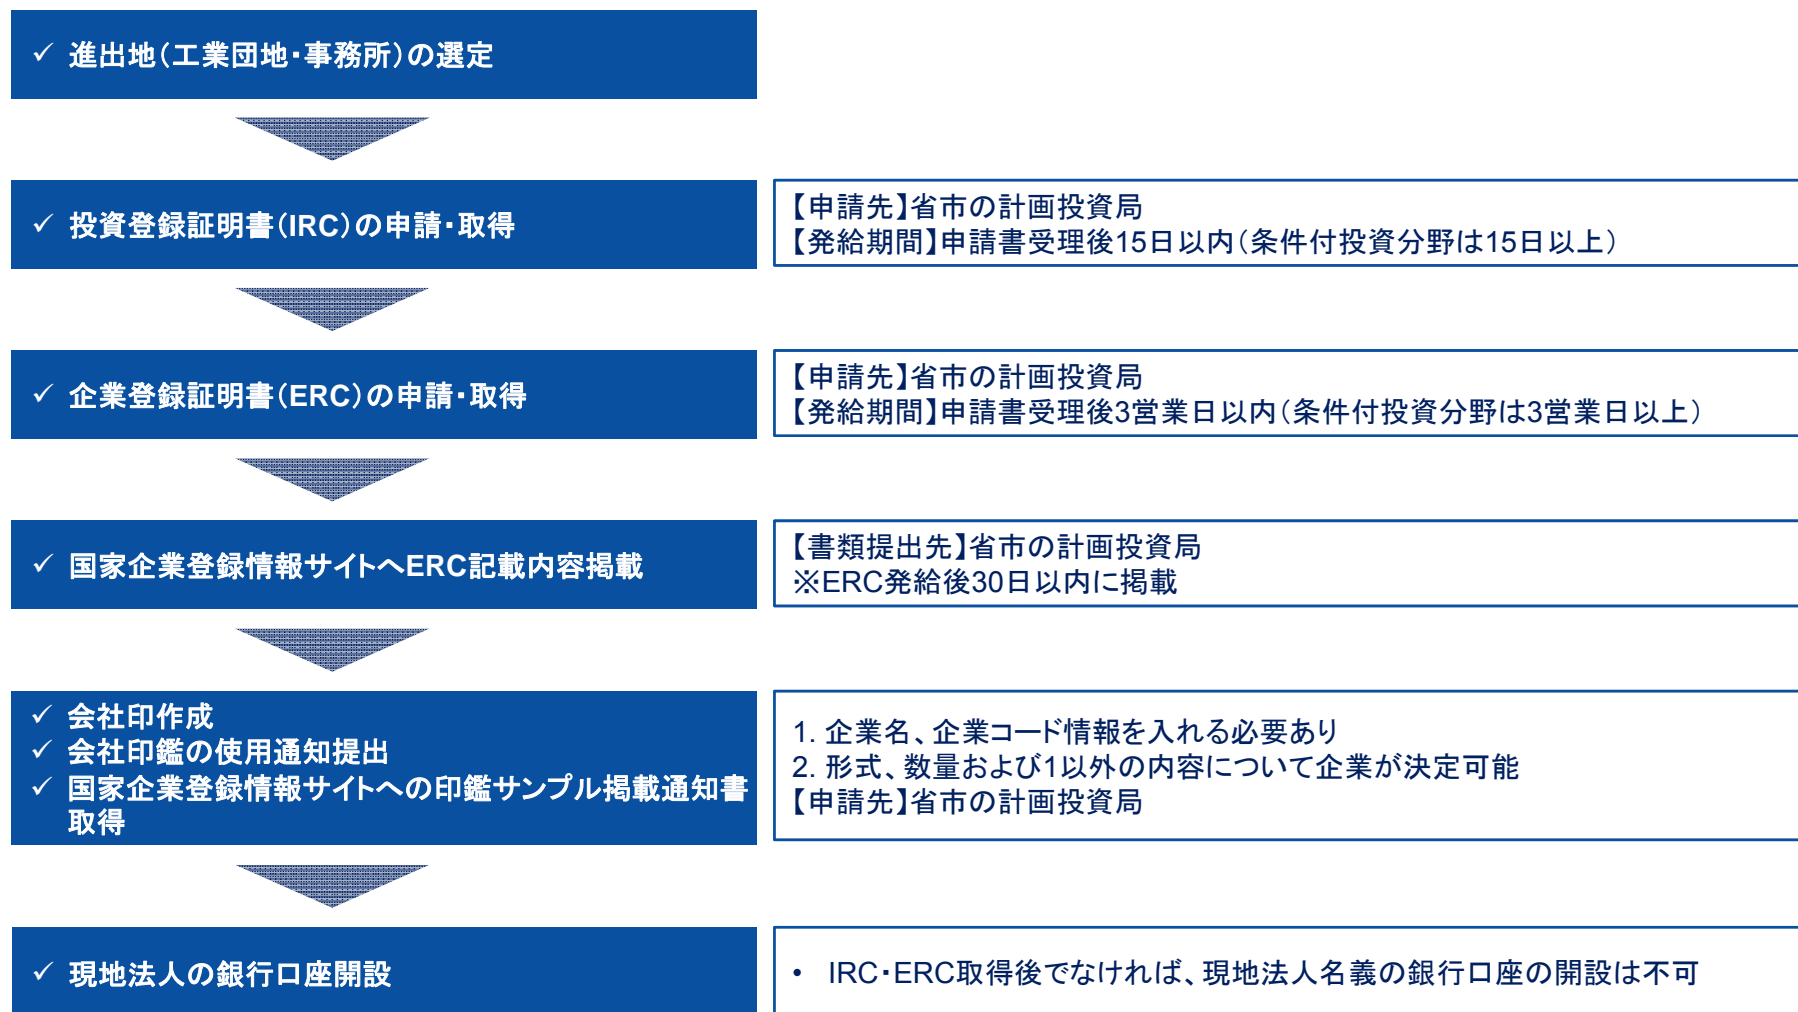 ✓ 進出地（工業団地・事務所）の選定
✓ 投資登録証明書（IRC）の申請・取得
【申請先】省市の計画投資局
【発給期間】申請書受理後15日以内（条件付投資分野は15日以上）
✓ 企業登録証明書（ERC）の申請・取得
【申請先】省市の計画投資局
【発給期間】申請書受理後3営業日以内（条件付投資分野は3営業日以上）
✓ 国家企業登録情報サイトへERC記載内容掲載
【書類提出先】省市の計画投資局
※ERC発給後30日以内に掲載
✓ 会社印作成
✓ 会社印鑑の使用通知提出
✓ 国家企業登録情報サイトへの印鑑サンプル掲載通知書
取得
1. 企業名、企業コード情報を入れる必要あり
2. 形式、数量および1以外の内容について企業が決定可能
【申請先】省市の計画投資局
✓ 現地法人の銀行口座開設
• IRC・ERC取得後でなければ、現地法人名義の銀行口座の開設は不可